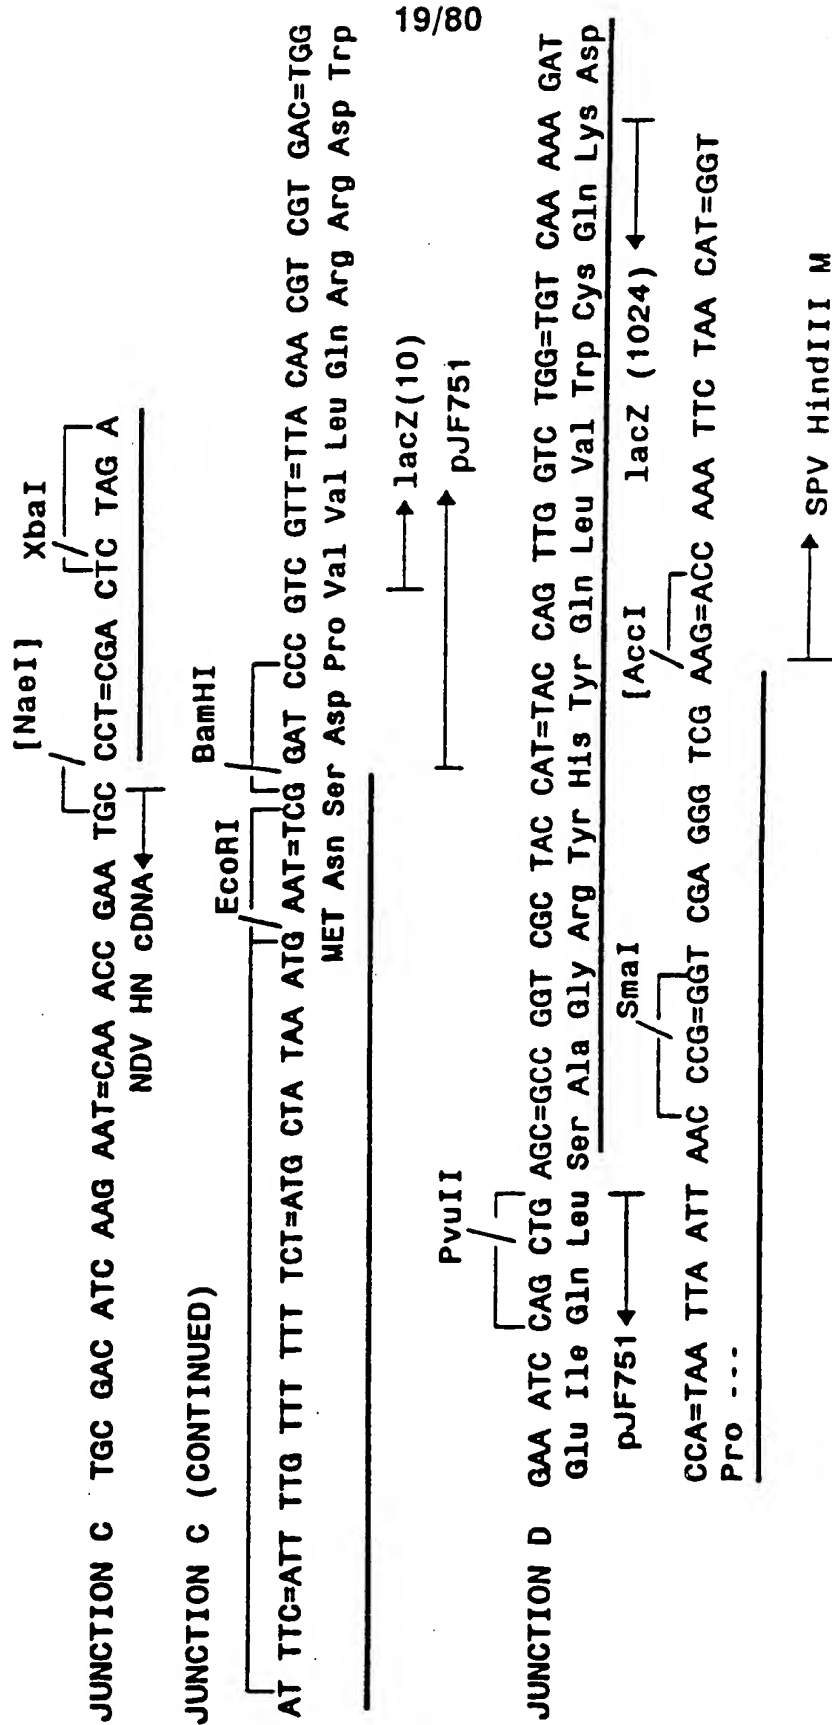 19/80
[NaeI] XbaI
JUNCTION C TGC GAC ATC AAG AAT=CAA ACC GAA TGC CCT=CGA CTC TAG A
NDV HN cDNA
JUNCTION C (CONTINUED)
EcoRI BamHI
AT TTC=ATT TTG TTT TTT TCT=ATG CTA TAA ATG AAT=TCG GAT CCC GTC GTT=TTA CAA CGT CGT GAC=TGG
MET Asn Ser Asp Pro Val Val Leu Gln Arg Arg Asp Trp
lacZ(10)
pJF751
PvuII
JUNCTION D GAA ATC CAG CTG AGC=GCC GGT CGC TAC CAT=TAC CAG TTG GTC TGG=TGT CAA AAA GAT
Glu Ile Gln Leu Ser Ala Gly Arg Tyr His Tyr Gln Leu Val Trp Cys Gln Lys Asp
pJF751 lacZ (1024)
SmaI [AccI
CCA=TAA TTA ATT AAC CCG=GGT CGA GGG TCG AAG=ACC AAA TTC TAA CAT=GGT
Pro ---
SPV HindIII M